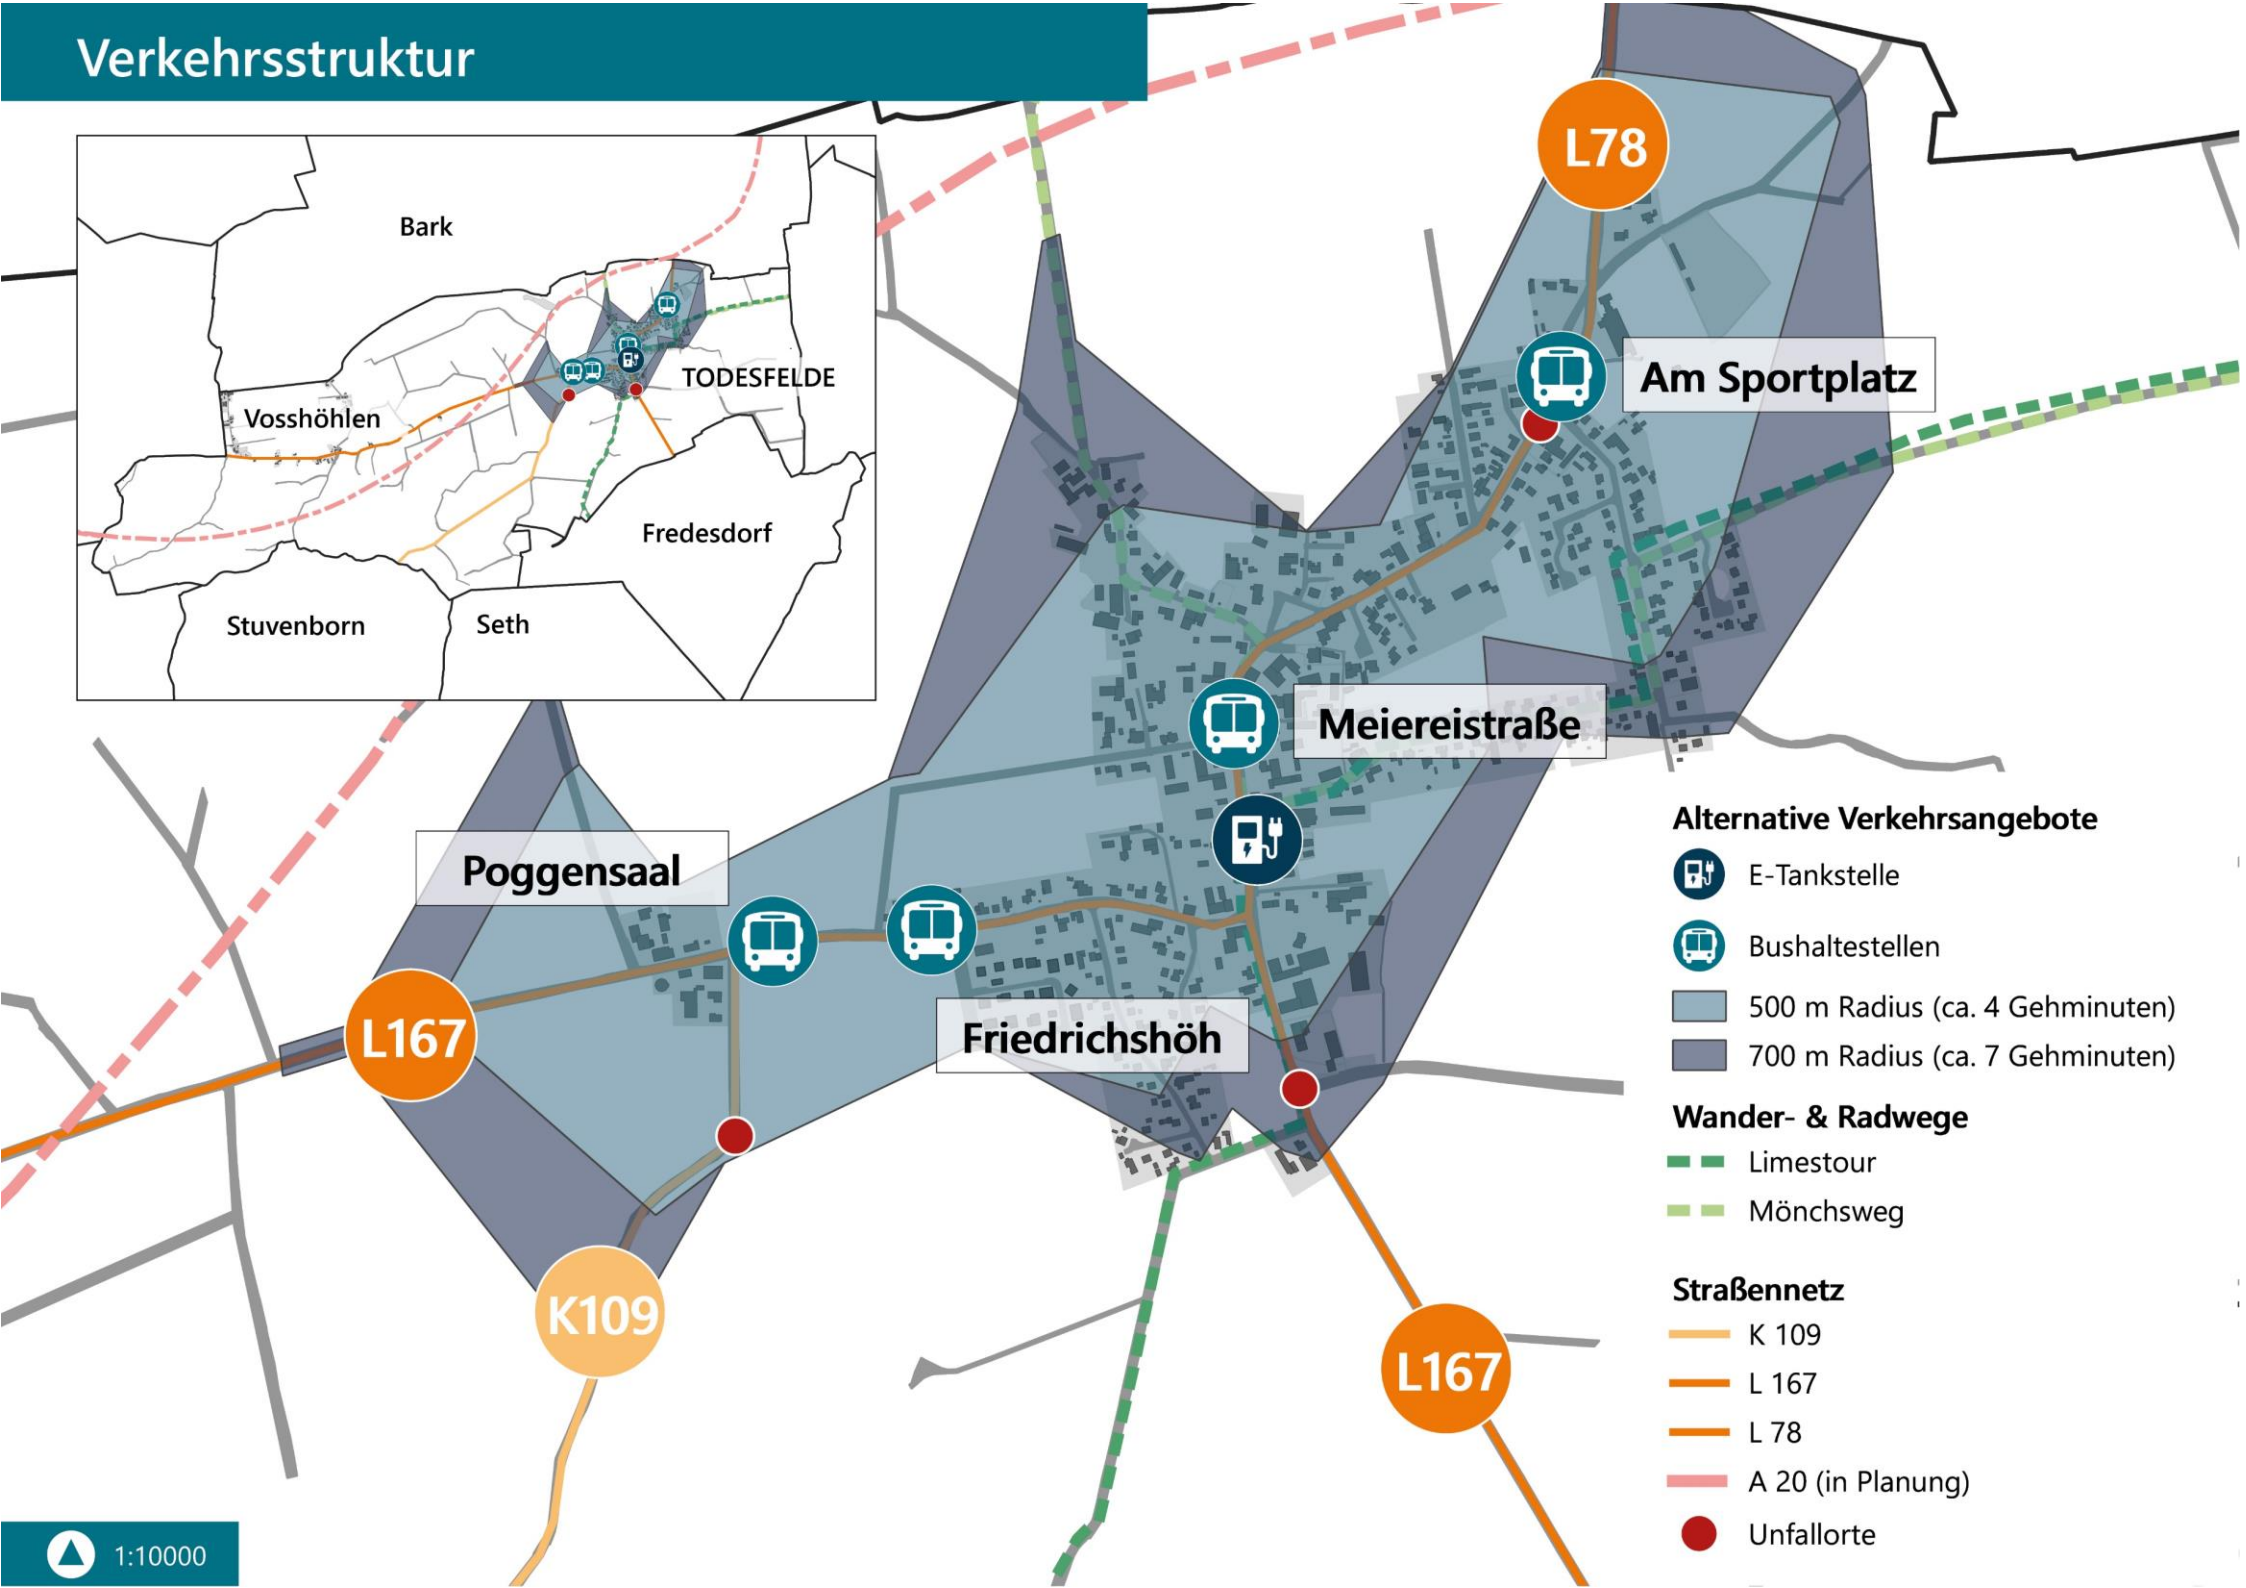 Verkehrsstruktur
Bark
Vosshöhlen
TODESFELDE
Fredesdorf
Stuvenborn
Seth
L78
Am Sportplatz
Meiereistraße
Poggensaal
L167
Friedrichshöh
K109
L167
Alternative Verkehrsangebote
E-Tankstelle
Bushaltestellen
500 m Radius (ca. 4 Gehminuten)
700 m Radius (ca. 7 Gehminuten)
Wander- & Radwege
Limestour
Mönchsweg
Straßennetz
K 109
L 167
L 78
A 20 (in Planung)
Unfallorte
1:10000